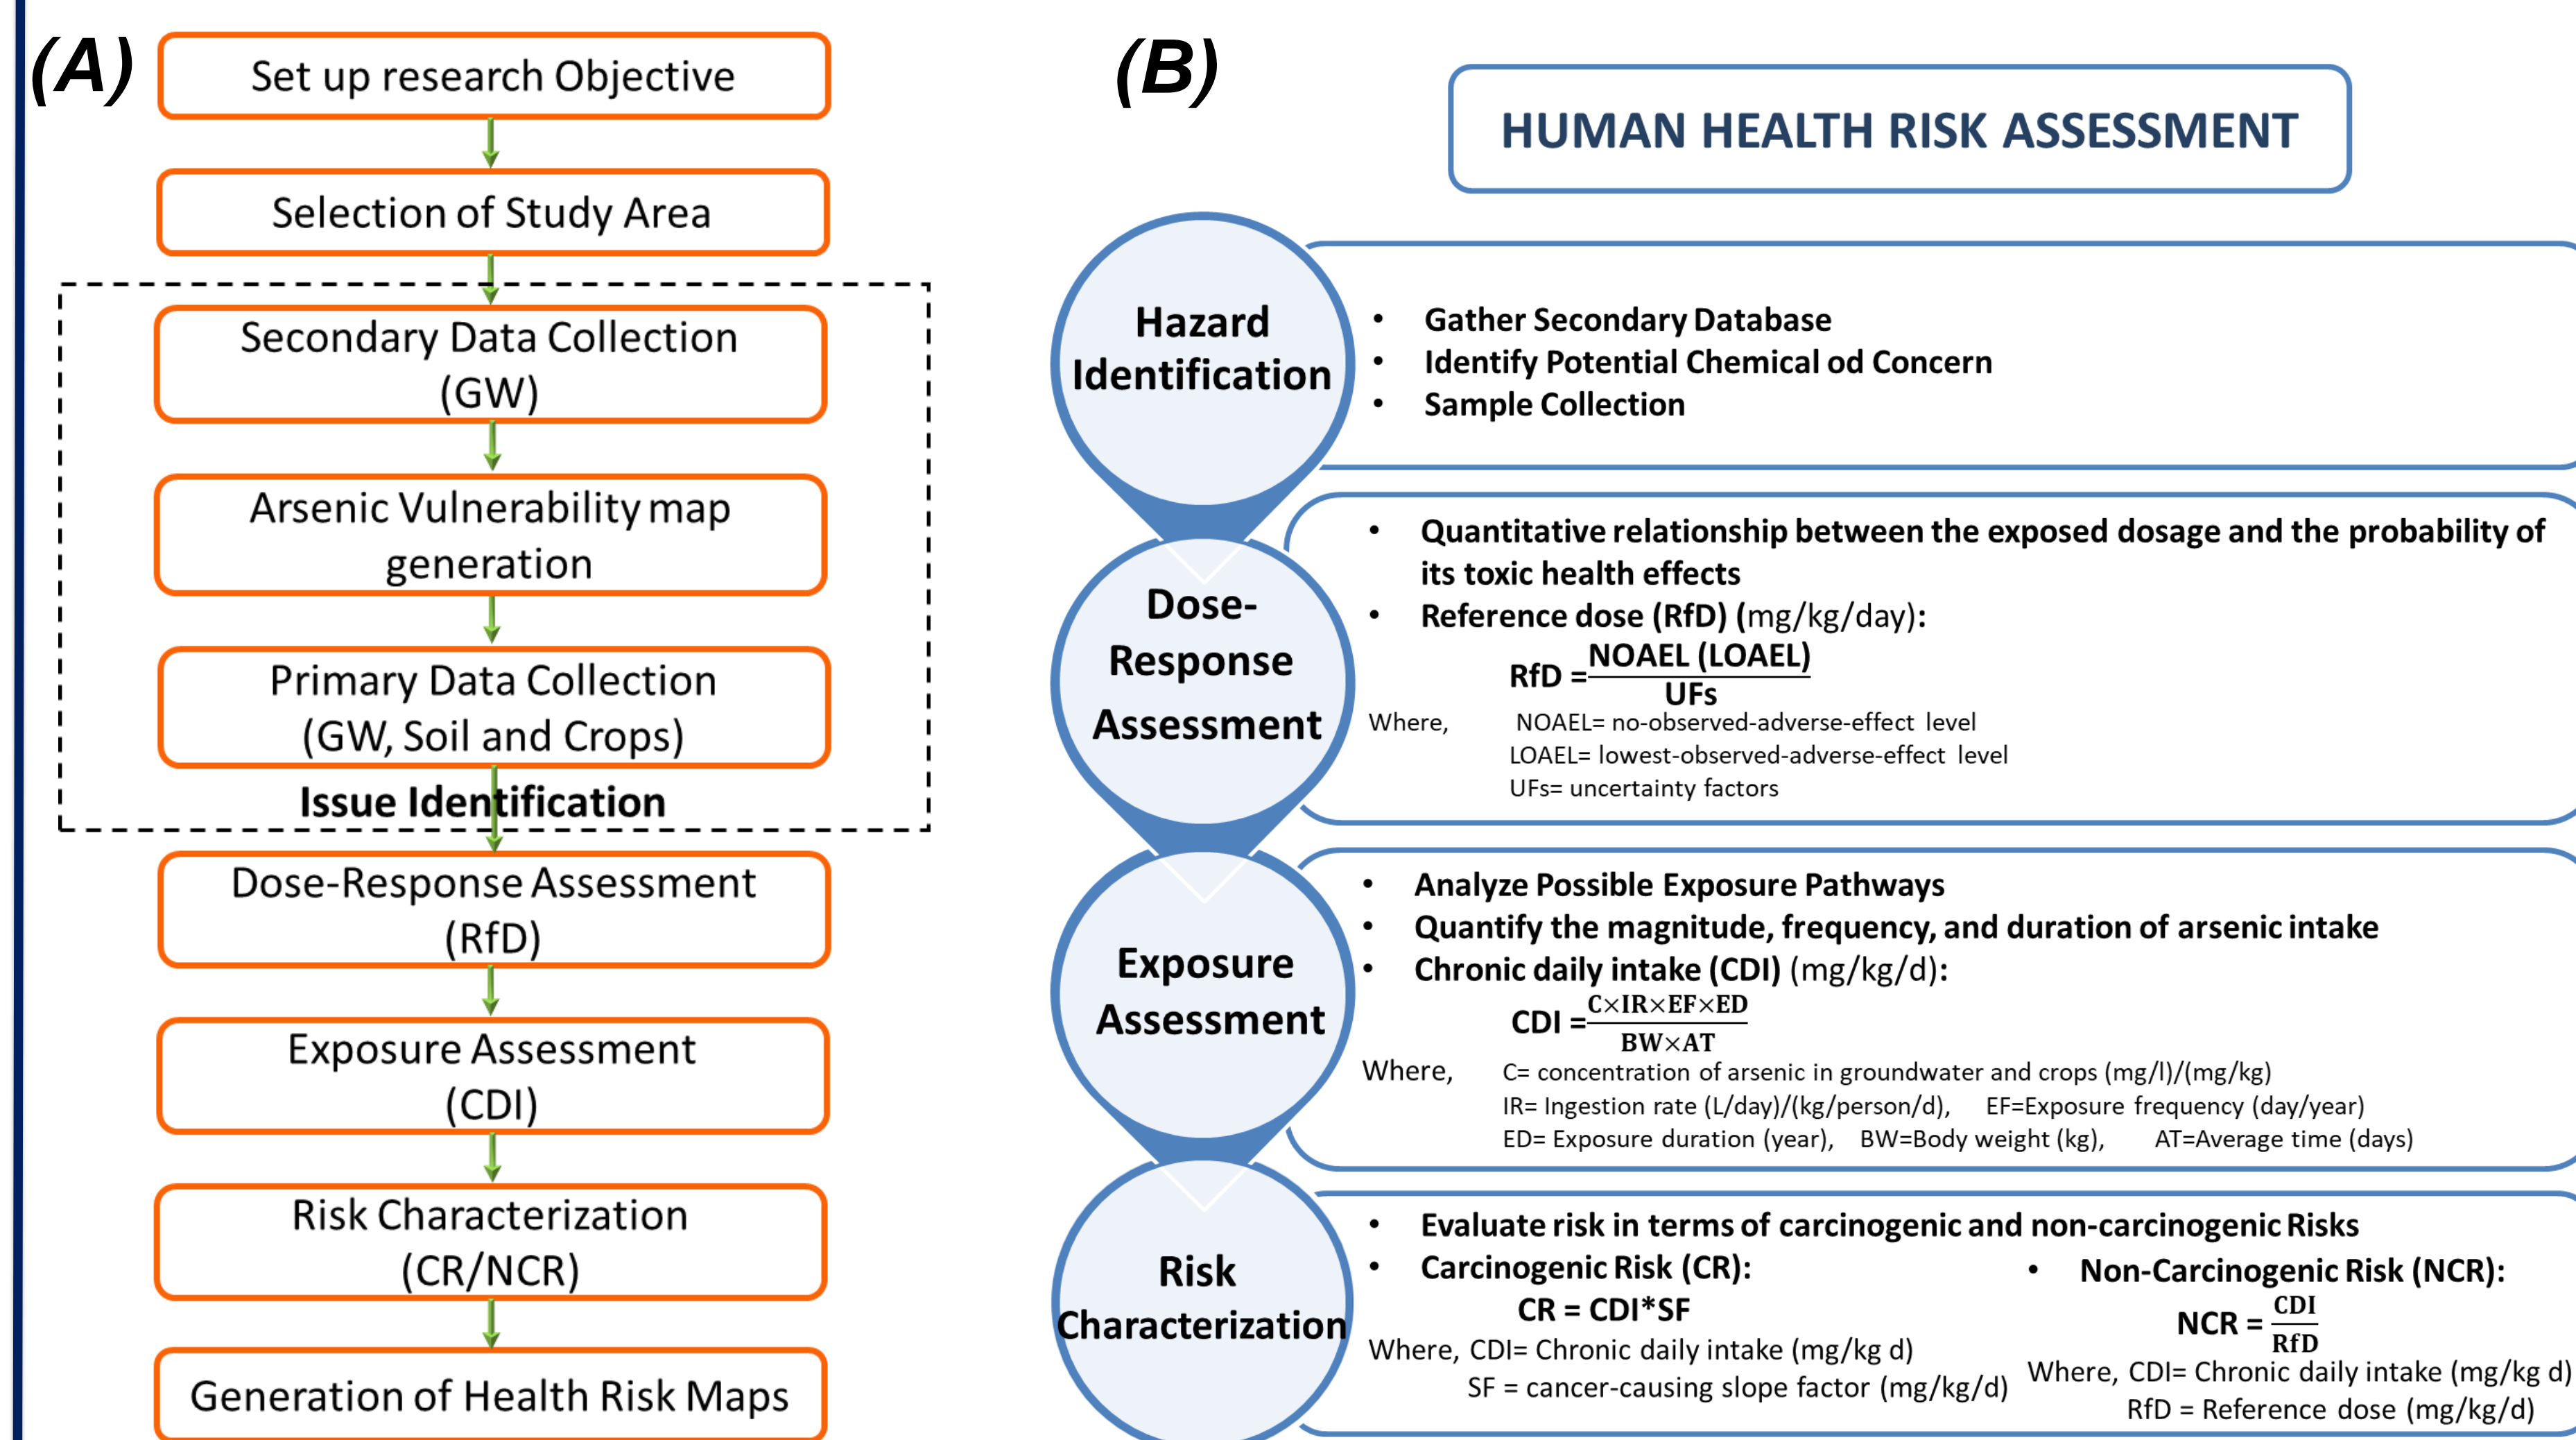 (A)
Set up research Objective
Selection of Study Area
Secondary Data Collection
(GW)
Arsenic Vulnerability map
generation
Primary Data Collection
(GW, Soil and Crops)
Issue Identification
Dose-Response Assessment
(RfD)
Exposure Assessment
(CDI)
Risk Characterization
(CR/NCR)
Generation of Health Risk Maps
(B)
HUMAN HEALTH RISK ASSESSMENT
Hazard
Identification
• Gather Secondary Database
• Identify Potential Chemical od Concern
• Sample Collection
Dose-
Response
Assessment
• Quantitative relationship between the exposed dosage and the probability of
its toxic health effects
• Reference dose (RfD) (mg/kg/day):
RfD = NOAEL (LOAEL)
UFs
Where, NOAEL= no-observed-adverse-effect level
LOAEL= lowest-observed-adverse-effect level
UFs= uncertainty factors
Exposure
Assessment
• Analyze Possible Exposure Pathways
• Quantify the magnitude, frequency, and duration of arsenic intake
• Chronic daily intake (CDI) (mg/kg/d):
CDI = C×IR×EF×ED
BW×AT
Where, C= concentration of arsenic in groundwater and crops (mg/l)/(mg/kg)
IR= Ingestion rate (L/day)/(kg/person/d), EF=Exposure frequency (day/year)
ED= Exposure duration (year), BW=Body weight (kg), AT=Average time (days)
Risk
Characterization
• Evaluate risk in terms of carcinogenic and non-carcinogenic Risks
• Carcinogenic Risk (CR):
CR = CDI*SF
Where, CDI= Chronic daily intake (mg/kg d)
SF = cancer-causing slope factor (mg/kg/d)
• Non-Carcinogenic Risk (NCR):
NCR = CDI
RfD
Where, CDI= Chronic daily intake (mg/kg d)
RfD = Reference dose (mg/kg/d)